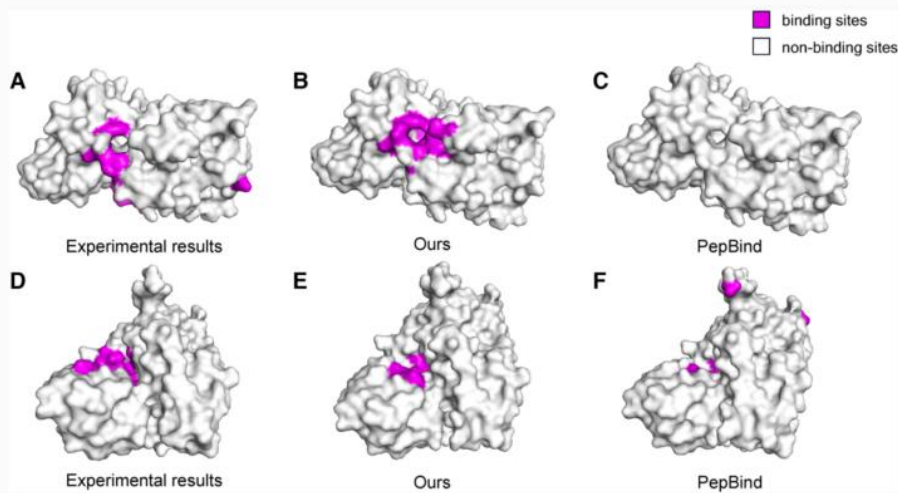 binding sites
non-binding sites
A
B
C
Experimental results
Ours
PepBind
D
E
F
Experimental results
Ours
PepBind